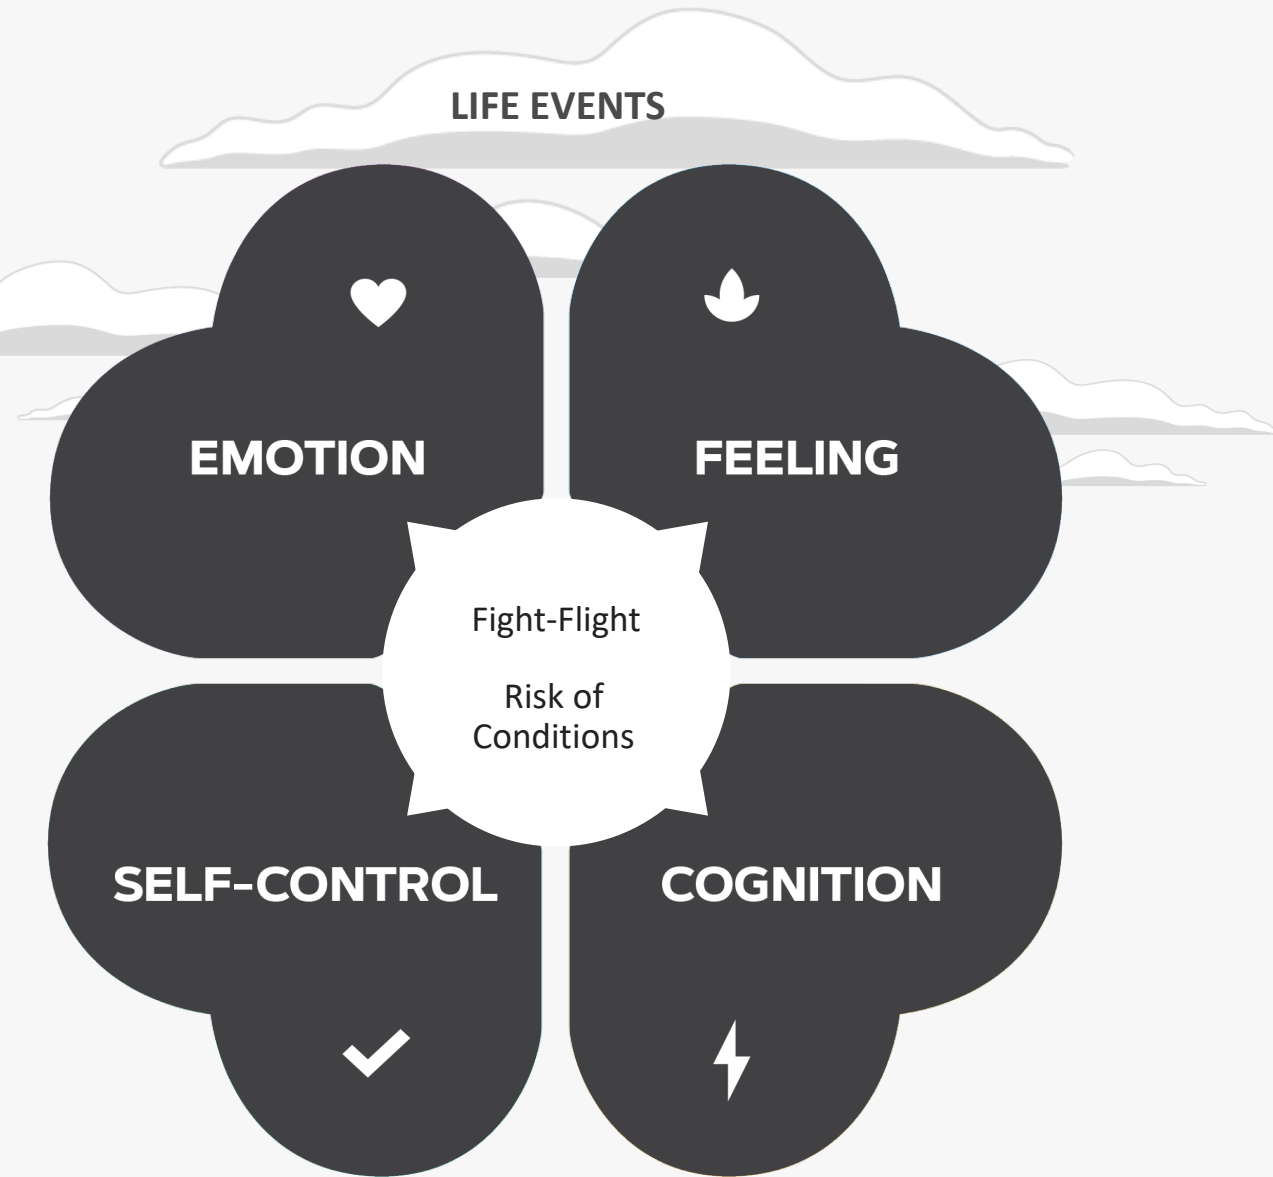 LIFE EVENTS
EMOTION
FEELING
Fight-Flight
Risk of
Conditions
SELF-CONTROL
COGNITION